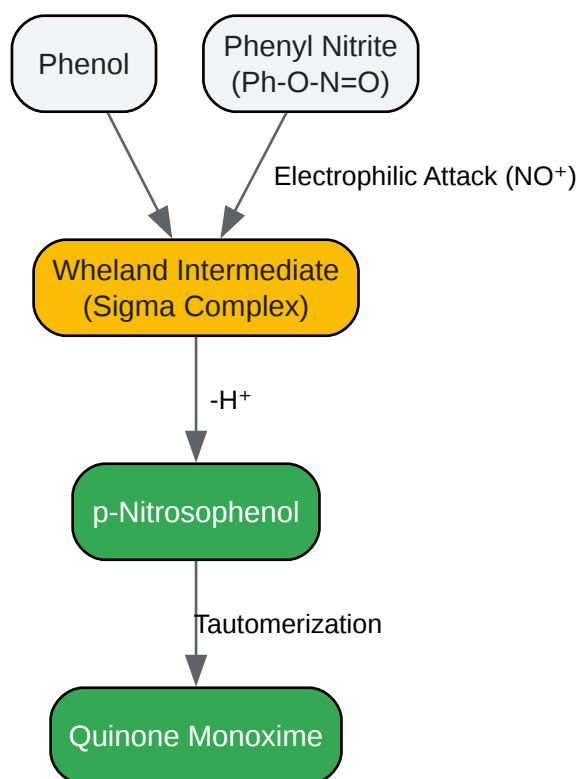 Phenol
Phenyl Nitrite
(Ph-O-N=O)
Electrophilic Attack (NO⁺)
Wheland Intermediate
(Sigma Complex)
-H⁺
p-Nitrosophenol
Tautomerization
Quinone Monoxime